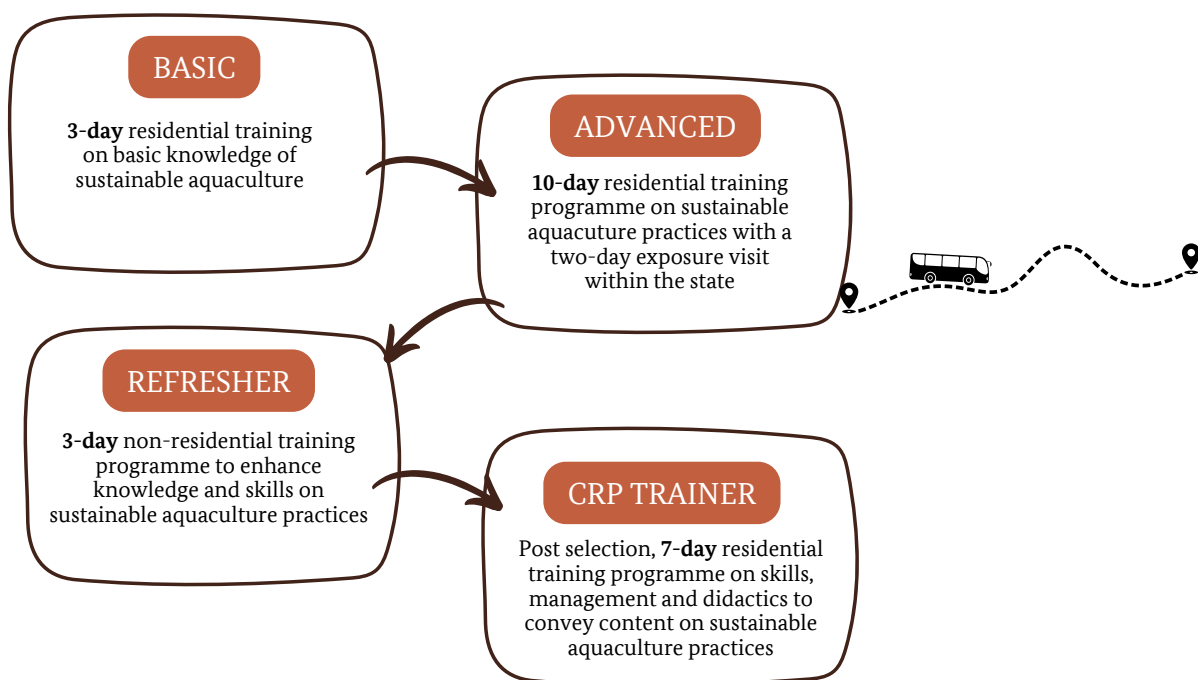 BASIC
3-day residential training
on basic knowledge of
sustainable aquaculture
ADVANCED
10-day residential training
programme on sustainable
aquacuture practices with a
two-day exposure visit
within the state
REFRESHER
3-day non-residential training
programme to enhance
knowledge and skills on
sustainable aquaculture practices
CRP TRAINER
Post selection, 7-day residential
training programme on skills,
management and didactics to
convey content on sustainable
aquaculture practices